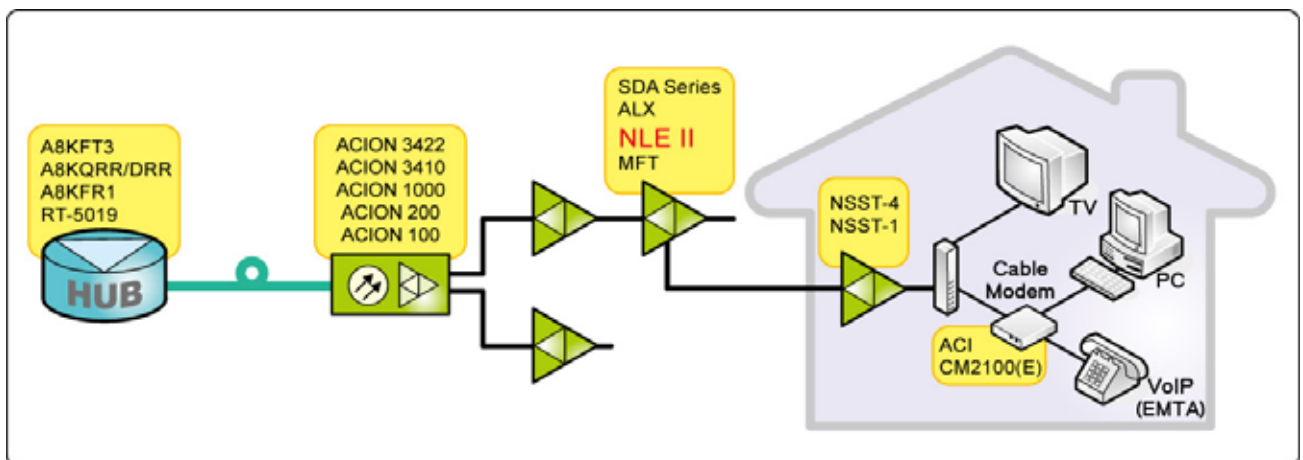 A8KFT3
A8KQRR/DRR
A8KFR1
RT-5019
HUB
ACION 3422
ACION 3410
ACION 1000
ACION 200
ACION 100
SDA Series
ALX
NLE II
MFT
NSST-4
NSST-1
TV
PC
Cable
Modem
ACI
CM2100(E)
VoIP
(EMTA)